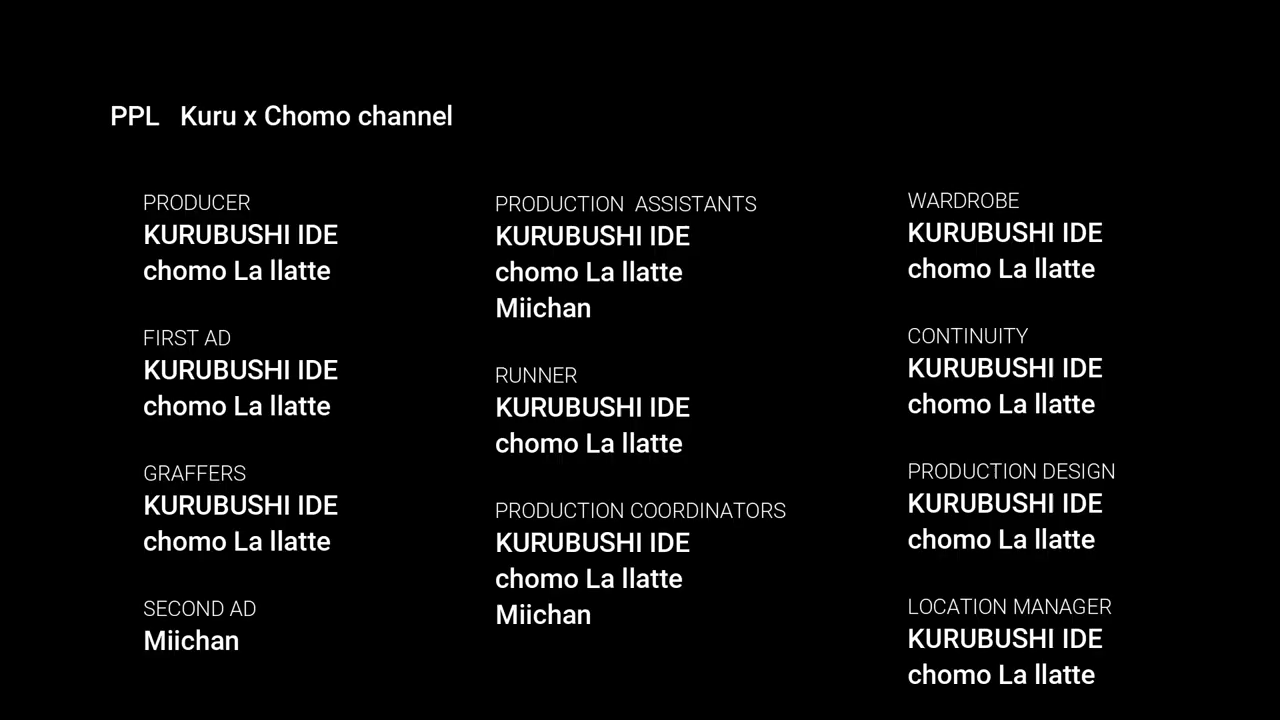 PPL Kuru x Chomo channel
PRODUCER
KURUBUSHI IDE
chomo La llatte
FIRST AD
KURUBUSHI IDE
chomo La llatte
GRAFFERS
KURUBUSHI IDE
chomo La llatte
SECOND AD
Miichan
PRODUCTION ASSISTANTS
KURUBUSHI IDE
chomo La llatte
Miichan
RUNNER
KURUBUSHI IDE
chomo La llatte
PRODUCTION COORDINATORS
KURUBUSHI IDE
chomo La llatte
Miichan
WARDROBE
KURUBUSHI IDE
chomo La llatte
CONTINUITY
KURUBUSHI IDE
chomo La llatte
PRODUCTION DESIGN
KURUBUSHI IDE
chomo La llatte
LOCATION MANAGER
KURUBUSHI IDE
chomo La llatte